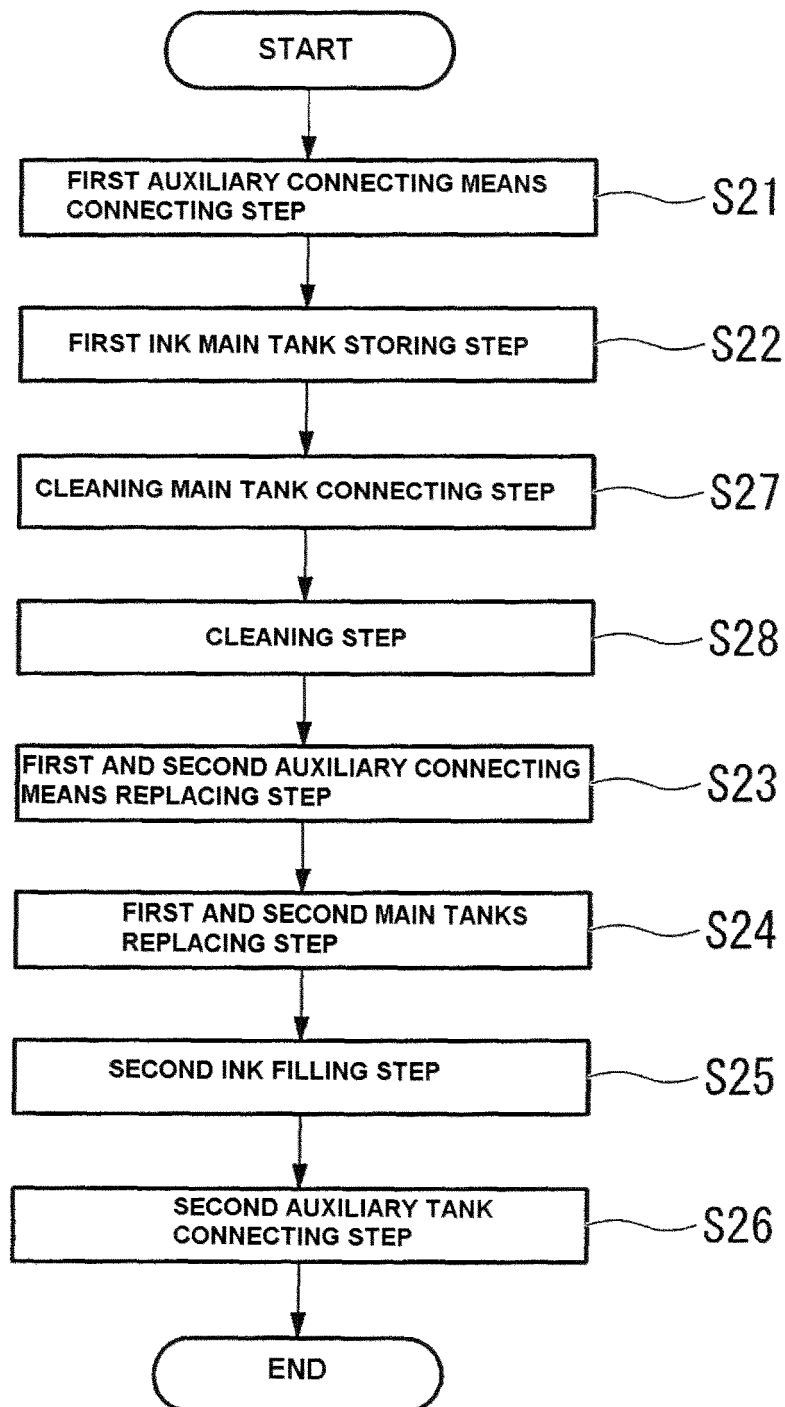 START
FIRST AUXILIARY CONNECTING MEANS
CONNECTING STEP
S21
FIRST INK MAIN TANK STORING STEP
S22
CLEANING MAIN TANK CONNECTING STEP
S27
CLEANING STEP
S28
FIRST AND SECOND AUXILIARY CONNECTING
MEANS REPLACING STEP
S23
FIRST AND SECOND MAIN TANKS
REPLACING STEP
S24
SECOND INK FILLING STEP
S25
SECOND AUXILIARY TANK
CONNECTING STEP
S26
END